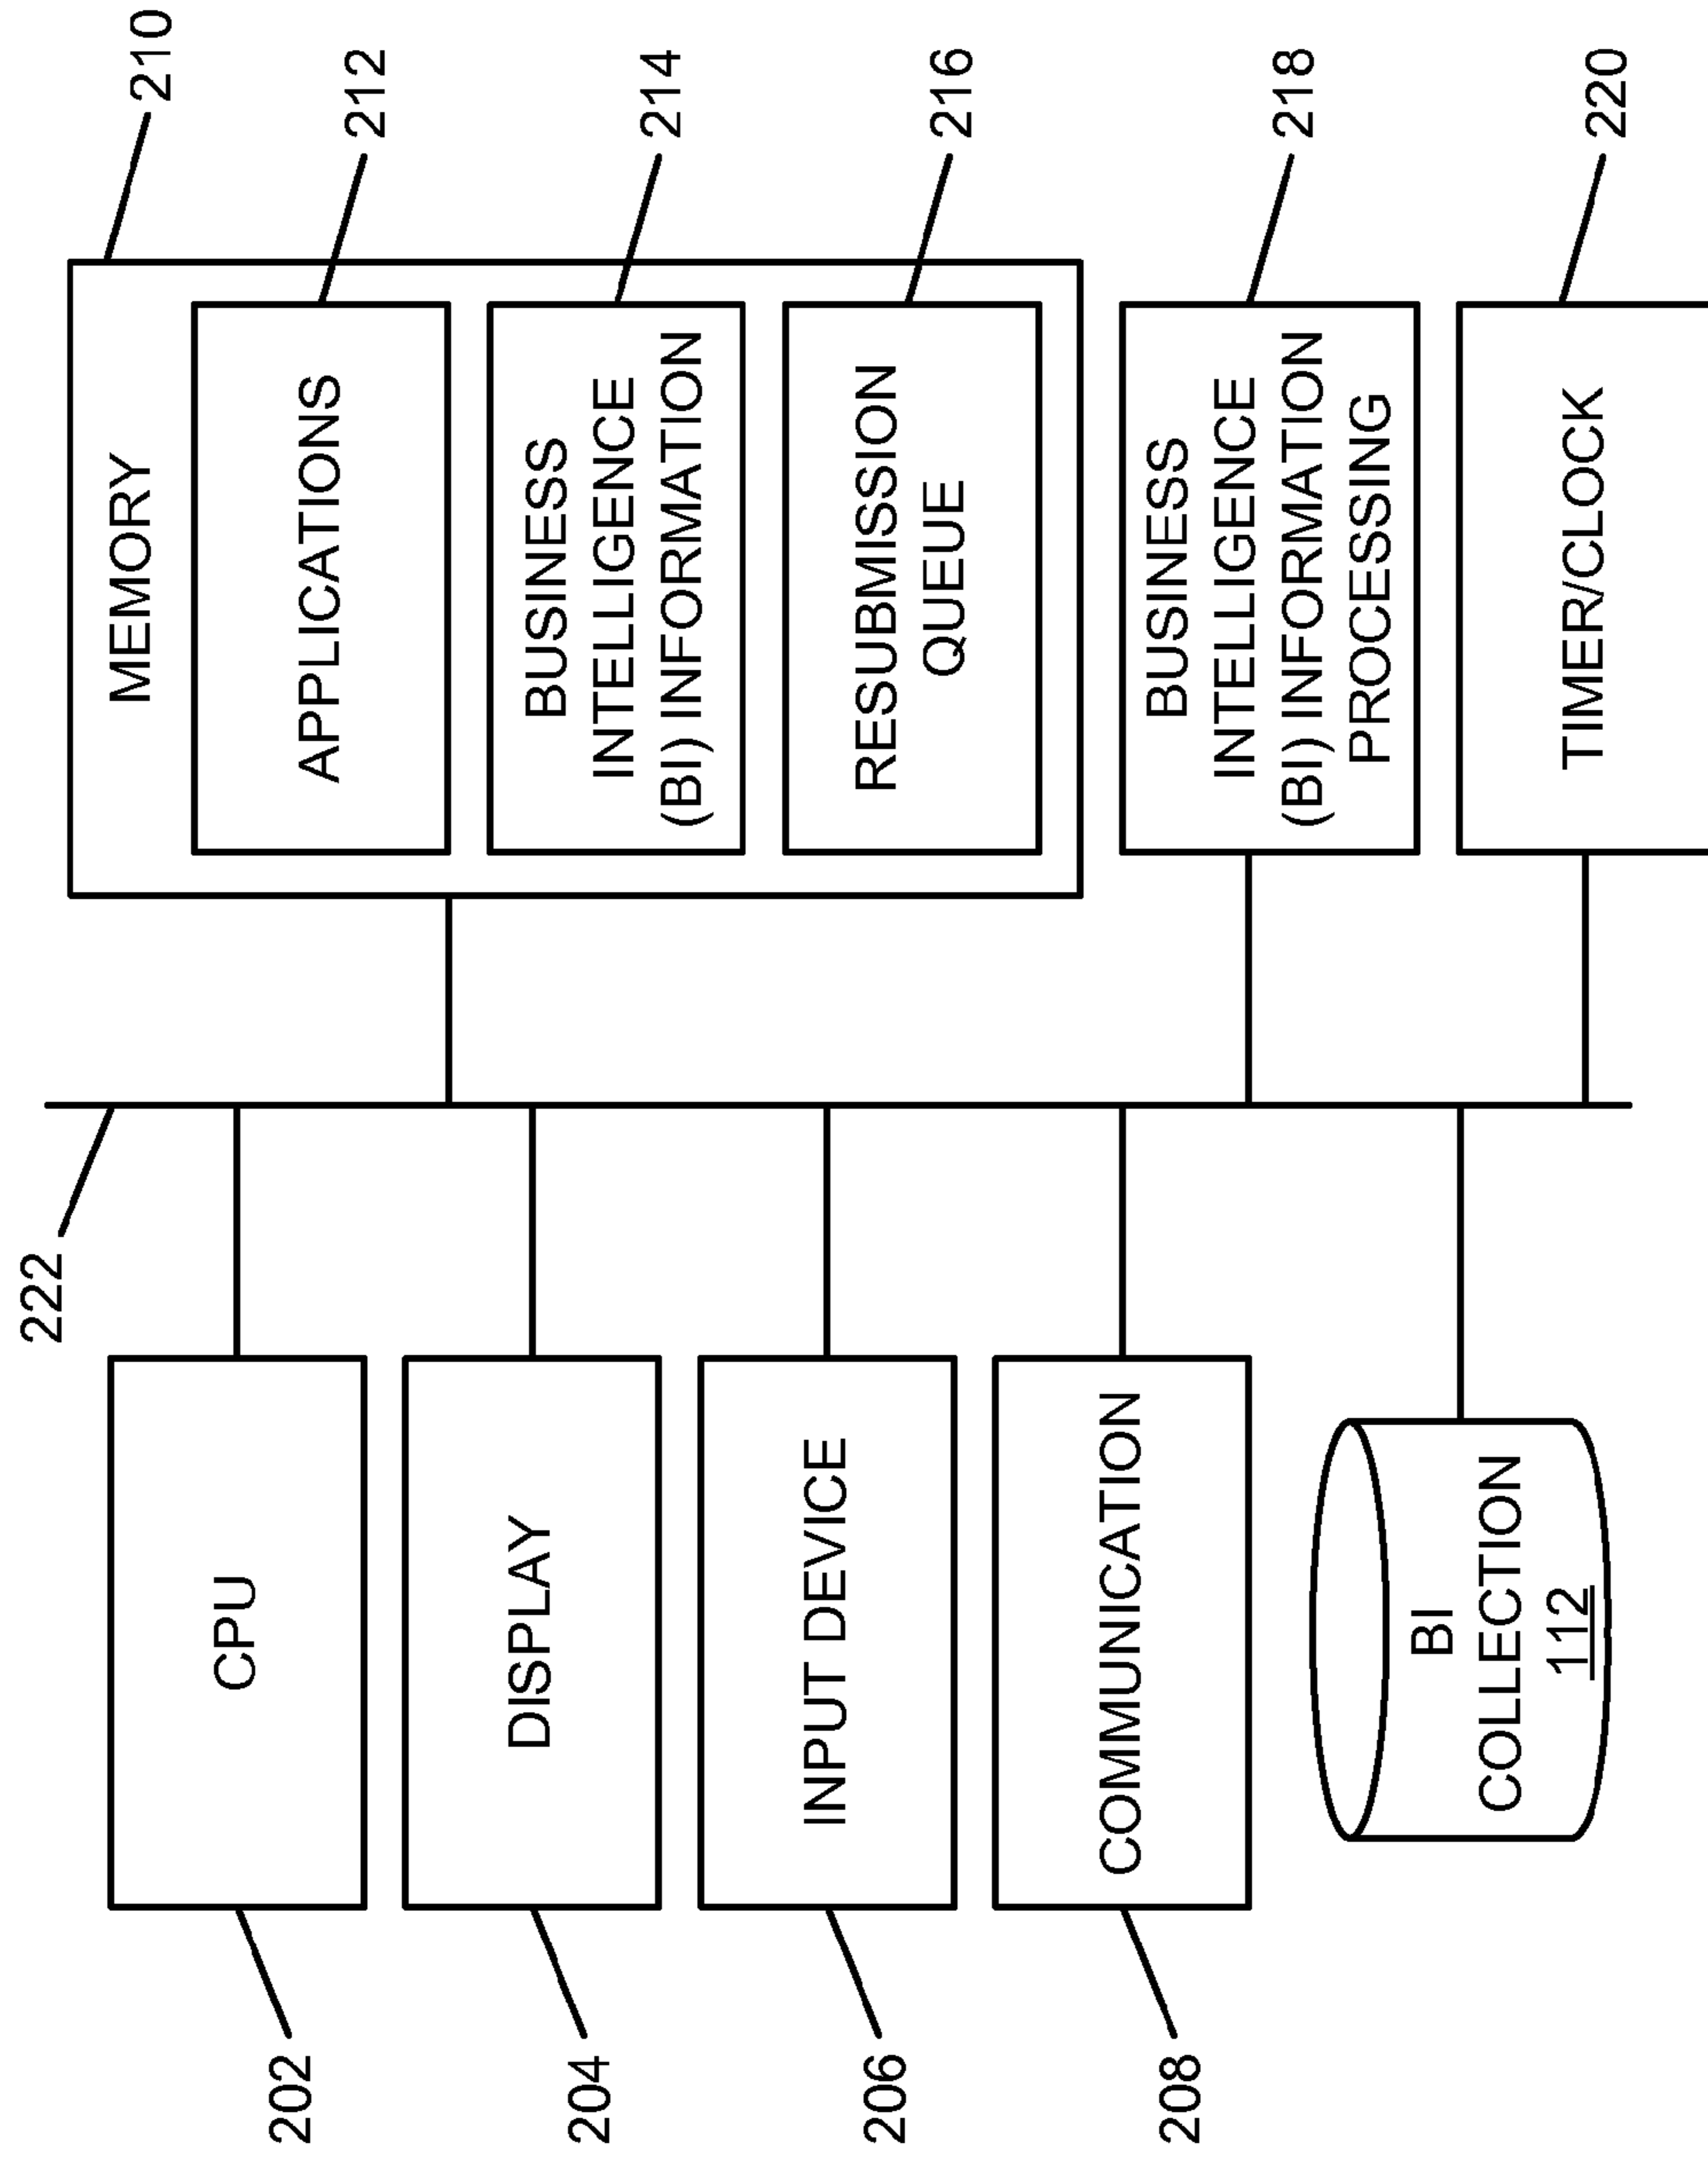 222
202
CPU
204
DISPLAY
206
INPUT DEVICE
208
COMMUNICATION
BI
COLLECTION
112
MEMORY
210
APPLICATIONS
212
BUSINESS
INTELLIGENCE
(BI) INFORMATION
214
RESUBMISSION
QUEUE
216
BUSINESS
INTELLIGENCE
(BI) INFORMATION
PROCESSING
218
TIMER/CLOCK
220